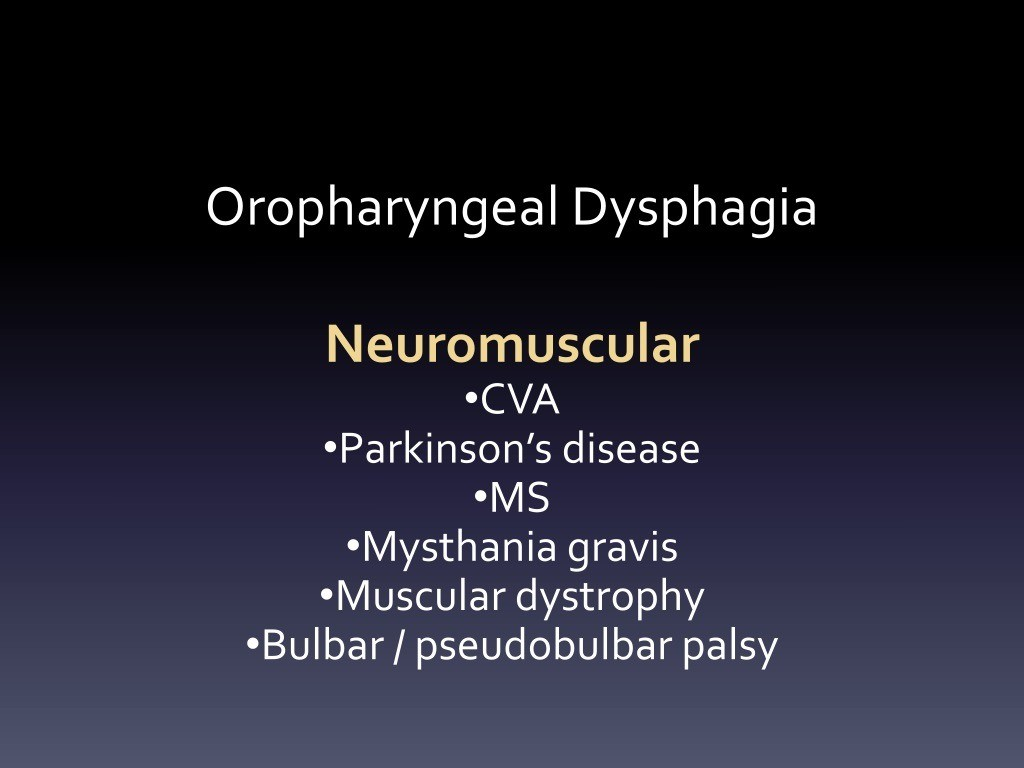 Oropharyngeal Dysphagia
Neuromuscular
•CVA
•Parkinson’s disease
•MS
•Mysthania gravis
•Muscular dystrophy
•Bulbar / pseudobulbar palsy